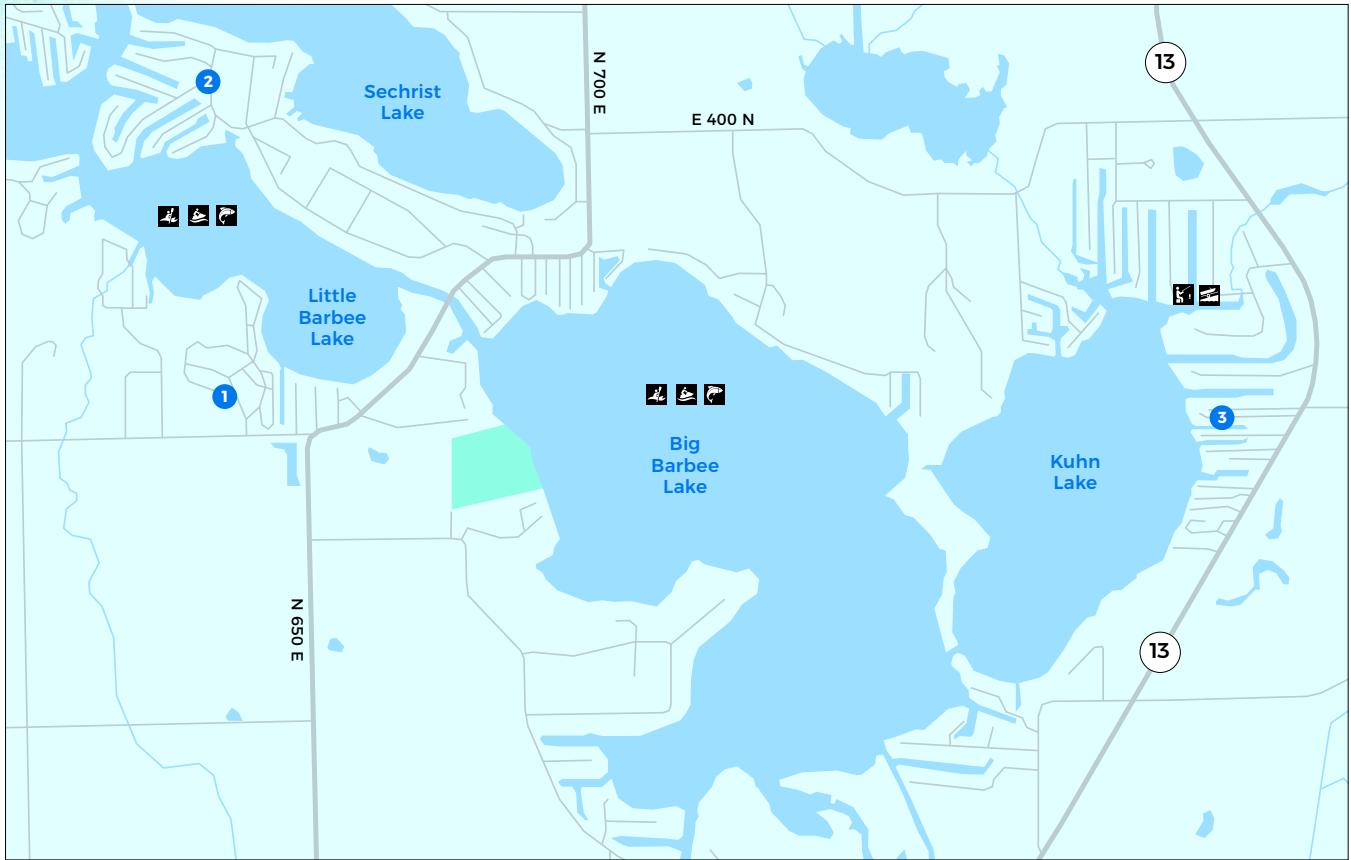 13
2
Sechrist
Lake
N 700 E
E 400 N
Little
Barbee
Lake
1
3
Big
Barbee
Lake
Kuhn
Lake
N 650 E
13